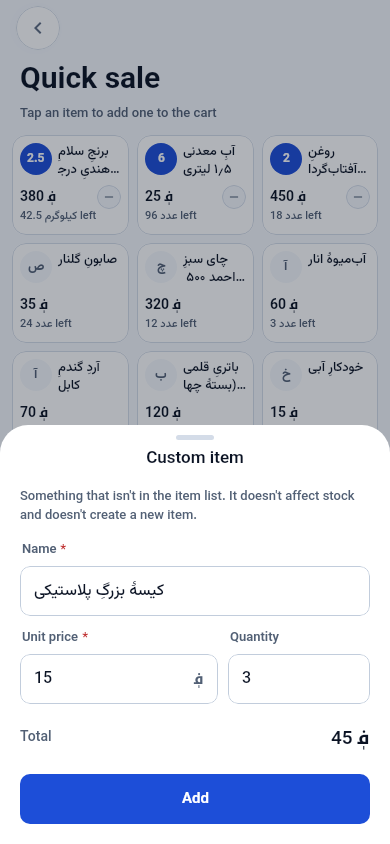 Quick sale
Tap an item to add one to the cart
2.5
برنجِ سلامِ
هندیِ درجـ...
380 ؋
42.5 کیلوگرم left
6
آبِ معدنی
۱٫۵ لیتری
25 ؋
96 عدد left
2
روغنِ
آفتاب‌گردا...
450 ؋
18 عدد left
ص
صابونِ گلنار
35 ؋
24 عدد left
چ
چای سبزِ
احمد ۵۰۰...
320 ؋
12 عدد left
آ
آب‌میوهٔ انار
60 ؋
3 عدد left
آ
آردِ گندمِ
کابل
70 ؋
ب
باتریِ قلمی
(بستهٔ چها...
120 ؋
خ
خودکارِ آبی
15 ؋
Custom item
Something that isn't in the item list. It doesn't affect stock
and doesn't create a new item.
Name *
کیسهٔ بزرگِ پلاستیکی
Unit price *
Quantity
15 ؋
3
Total
45 ؋
Add